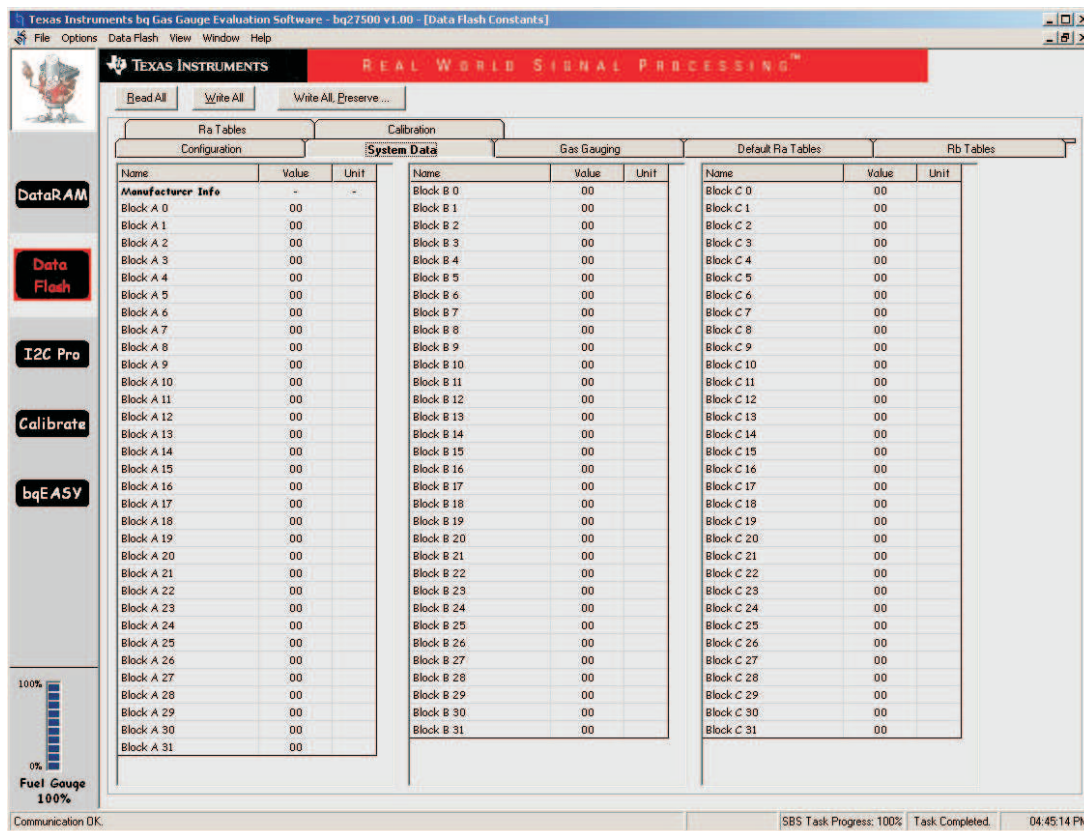 Texas Instruments bq Gas Gauge Evaluation Software - bq27500 v1.00 - [Data Flash Constants]
File Options Data Flash View Window Help
TEXAS INSTRUMENTS REAL WORLD SIGNAL PROCESSING™
Read All Write All Write All, Preserve ...
Ra Tables Calibration
Configuration System Data Gas Gauging Default Ra Tables Rb Tables
DataRAM
Data
Flash
I2C Pro
Calibrate
bqEASY
100%
0%
Fuel Gauge
100%
Name Value Unit
Manufacturer Info - -
Block A 0 00
Block A 1 00
Block A 2 00
Block A 3 00
Block A 4 00
Block A 5 00
Block A 6 00
Block A 7 00
Block A 8 00
Block A 9 00
Block A 10 00
Block A 11 00
Block A 12 00
Block A 13 00
Block A 14 00
Block A 15 00
Block A 16 00
Block A 17 00
Block A 18 00
Block A 19 00
Block A 20 00
Block A 21 00
Block A 22 00
Block A 23 00
Block A 24 00
Block A 25 00
Block A 26 00
Block A 27 00
Block A 28 00
Block A 29 00
Block A 30 00
Block A 31 00
Name Value Unit
Block B 0 00
Block B 1 00
Block B 2 00
Block B 3 00
Block B 4 00
Block B 5 00
Block B 6 00
Block B 7 00
Block B 8 00
Block B 9 00
Block B 10 00
Block B 11 00
Block B 12 00
Block B 13 00
Block B 14 00
Block B 15 00
Block B 16 00
Block B 17 00
Block B 18 00
Block B 19 00
Block B 20 00
Block B 21 00
Block B 22 00
Block B 23 00
Block B 24 00
Block B 25 00
Block B 26 00
Block B 27 00
Block B 28 00
Block B 29 00
Block B 30 00
Block B 31 00
Name Value Unit
Block C 0 00
Block C 1 00
Block C 2 00
Block C 3 00
Block C 4 00
Block C 5 00
Block C 6 00
Block C 7 00
Block C 8 00
Block C 9 00
Block C 10 00
Block C 11 00
Block C 12 00
Block C 13 00
Block C 14 00
Block C 15 00
Block C 16 00
Block C 17 00
Block C 18 00
Block C 19 00
Block C 20 00
Block C 21 00
Block C 22 00
Block C 23 00
Block C 24 00
Block C 25 00
Block C 26 00
Block C 27 00
Block C 28 00
Block C 29 00
Block C 30 00
Block C 31 00
Communication OK. SBS Task Progress: 100% Task Completed. 04:45:14 PM